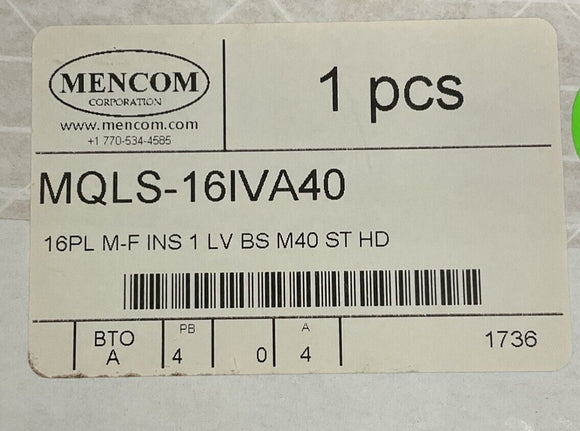 MENCOM
CORPORATION
www.mencom.com
+1 770-534-4585
1 pcs
MQLS-16IVA40
16PL M-F INS 1 LV BS M40 ST HD
BTO
A
PB
4
0
A
4
1736